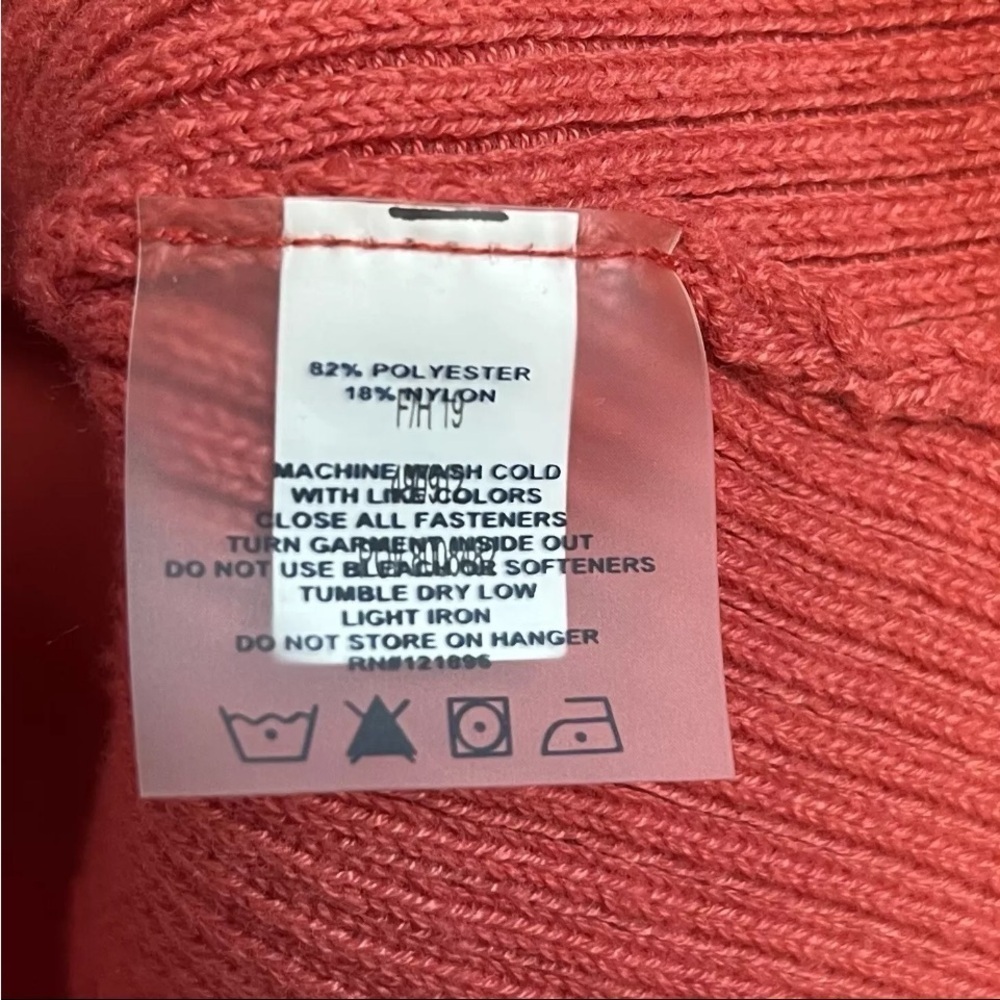 82% POLYESTER
18% NYLON
F/H 19
MACHINE WASH COLD
WITH LIKE COLORS
CLOSE ALL FASTENERS
TURN GARMENT INSIDE OUT
DO NOT USE BLEACH OR SOFTENERS
TUMBLE DRY LOW
LIGHT IRON
DO NOT STORE ON HANGER
RN#121896